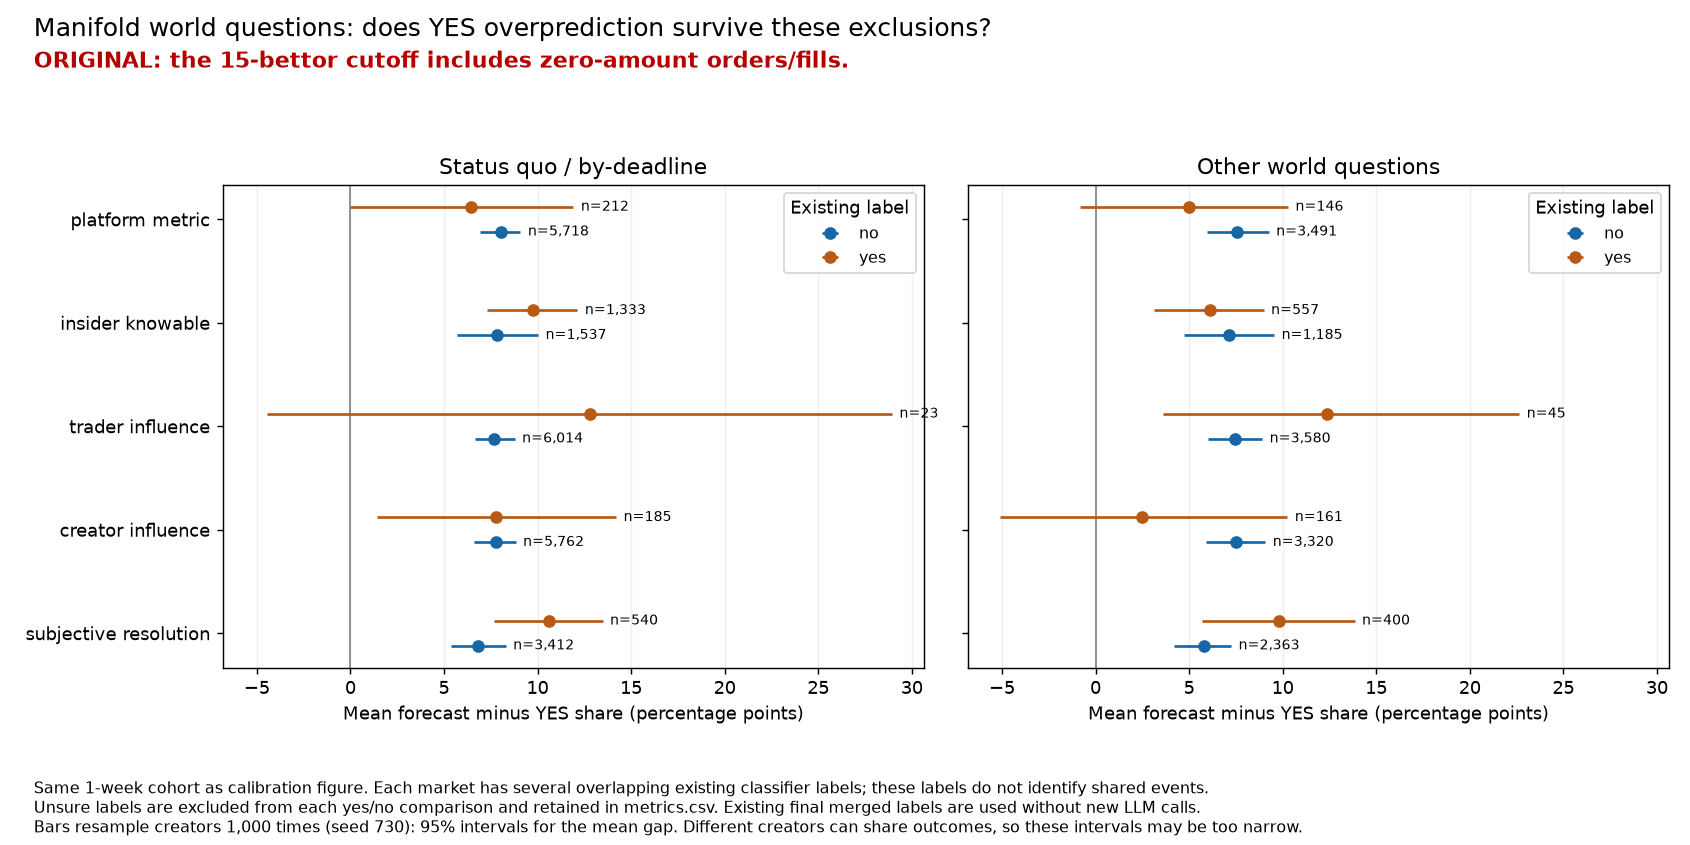 Manifold world questions: does YES overprediction survive these exclusions?
ORIGINAL: the 15-bettor cutoff includes zero-amount orders/fills.
Status quo / by-deadline
platform metric
insider knowable
trader influence
creator influence
subjective resolution
n=212
n=5,718
n=1,333
n=1,537
n=23
n=6,014
n=185
n=5,762
n=540
n=3,412
Existing label
no
yes
−5 0 5 10 15 20 25 30
Mean forecast minus YES share (percentage points)
Other world questions
n=146
n=3,491
n=557
n=1,185
n=45
n=3,580
n=161
n=3,320
n=400
n=2,363
Existing label
no
yes
−5 0 5 10 15 20 25 30
Mean forecast minus YES share (percentage points)
Same 1-week cohort as calibration figure. Each market has several overlapping existing classifier labels; these labels do not identify shared events.
Unsure labels are excluded from each yes/no comparison and retained in metrics.csv. Existing final merged labels are used without new LLM calls.
Bars resample creators 1,000 times (seed 730): 95% intervals for the mean gap. Different creators can share outcomes, so these intervals may be too narrow.